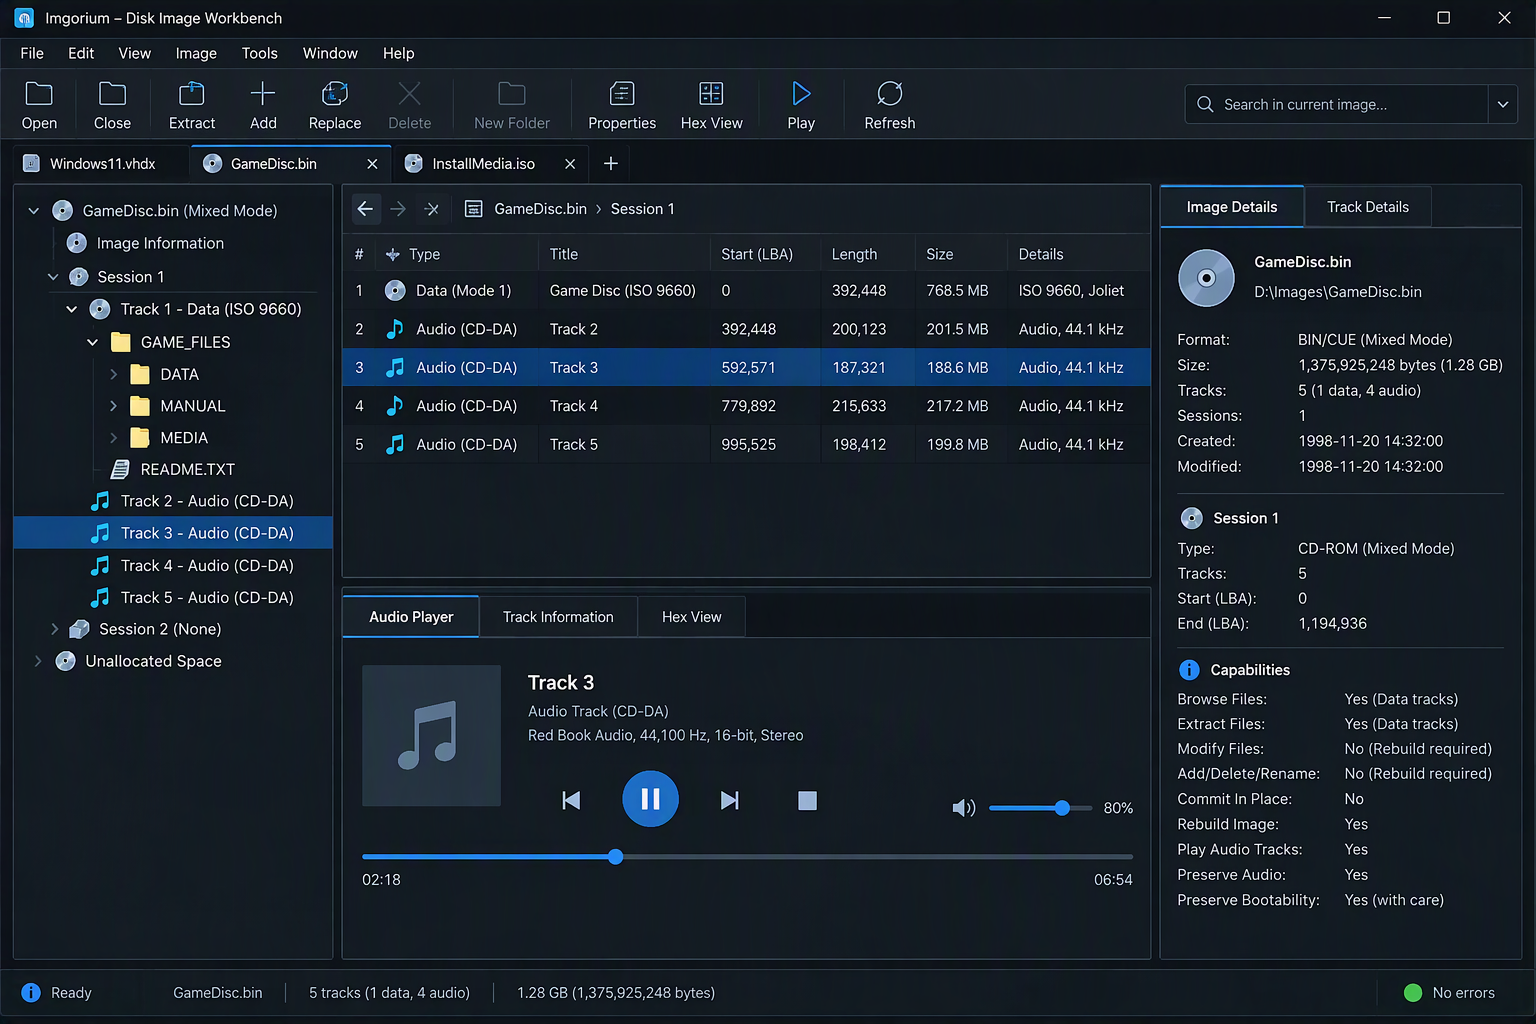 Imgorium – Disk Image Workbench
File Edit View Image Tools Window Help
Open Close Extract Add Replace Delete New Folder Properties Hex View Play Refresh
Search in current image...
Windows11.vhdx GameDisc.bin InstallMedia.iso
GameDisc.bin (Mixed Mode)
Image Information
Session 1
Track 1 - Data (ISO 9660)
GAME_FILES
DATA
MANUAL
MEDIA
README.TXT
Track 2 - Audio (CD-DA)
Track 3 - Audio (CD-DA)
Track 4 - Audio (CD-DA)
Track 5 - Audio (CD-DA)
Session 2 (None)
Unallocated Space
GameDisc.bin › Session 1
# Type Title Start (LBA) Length Size Details
1 Data (Mode 1) Game Disc (ISO 9660) 0 392,448 768.5 MB ISO 9660, Joliet
2 Audio (CD-DA) Track 2 392,448 200,123 201.5 MB Audio, 44.1 kHz
3 Audio (CD-DA) Track 3 592,571 187,321 188.6 MB Audio, 44.1 kHz
4 Audio (CD-DA) Track 4 779,892 215,633 217.2 MB Audio, 44.1 kHz
5 Audio (CD-DA) Track 5 995,525 198,412 199.8 MB Audio, 44.1 kHz
Audio Player Track Information Hex View
Track 3
Audio Track (CD-DA)
Red Book Audio, 44,100 Hz, 16-bit, Stereo
80%
02:18 06:54
Image Details Track Details
GameDisc.bin
D:\Images\GameDisc.bin
Format: BIN/CUE (Mixed Mode)
Size: 1,375,925,248 bytes (1.28 GB)
Tracks: 5 (1 data, 4 audio)
Sessions: 1
Created: 1998-11-20 14:32:00
Modified: 1998-11-20 14:32:00
Session 1
Type: CD-ROM (Mixed Mode)
Tracks: 5
Start (LBA): 0
End (LBA): 1,194,936
Capabilities
Browse Files: Yes (Data tracks)
Extract Files: Yes (Data tracks)
Modify Files: No (Rebuild required)
Add/Delete/Rename: No (Rebuild required)
Commit In Place: No
Rebuild Image: Yes
Play Audio Tracks: Yes
Preserve Audio: Yes
Preserve Bootability: Yes (with care)
Ready GameDisc.bin 5 tracks (1 data, 4 audio) 1.28 GB (1,375,925,248 bytes) No errors